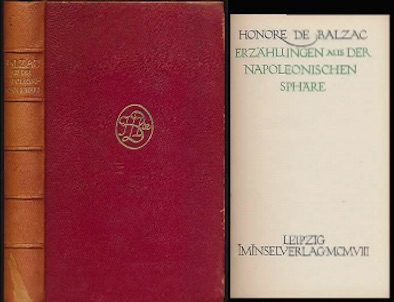 BALZAC
HONORE DE BALZAC
ERZÄHLUNGEN AUS DER
NAPOLEONISCHEN
SPHÄRE
LEIPZIG
IM INSELVERLAG MCMVIII